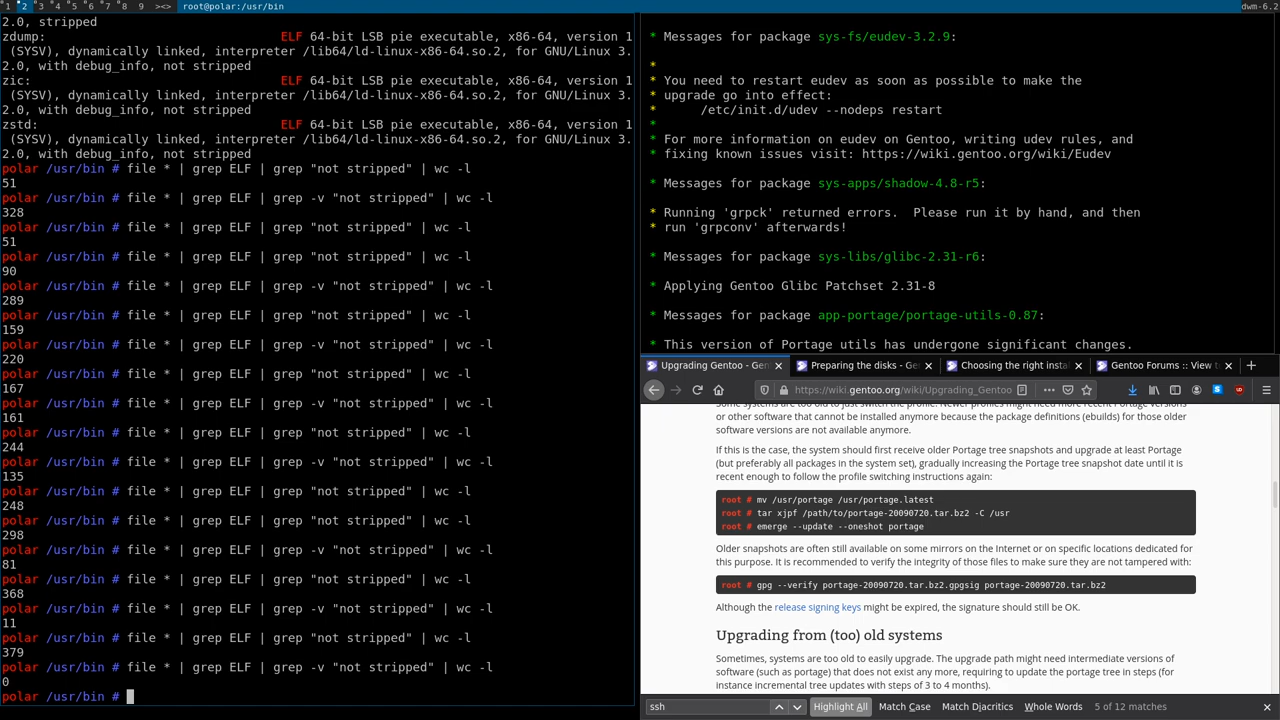 1 2 3 4 5 6 7 8 9 ><> root@polar:/usr/bin dwm-6.2
2.0, stripped
zdump: ELF 64-bit LSB pie executable, x86-64, version 1
(SYSV), dynamically linked, interpreter /lib64/ld-linux-x86-64.so.2, for GNU/Linux 3.
2.0, with debug_info, not stripped
zic: ELF 64-bit LSB pie executable, x86-64, version 1
(SYSV), dynamically linked, interpreter /lib64/ld-linux-x86-64.so.2, for GNU/Linux 3.
2.0, with debug_info, not stripped
zstd: ELF 64-bit LSB pie executable, x86-64, version 1
(SYSV), dynamically linked, interpreter /lib64/ld-linux-x86-64.so.2, for GNU/Linux 3.
2.0, with debug_info, not stripped
polar /usr/bin # file * | grep ELF | grep "not stripped" | wc -l
51
polar /usr/bin # file * | grep ELF | grep -v "not stripped" | wc -l
328
polar /usr/bin # file * | grep ELF | grep "not stripped" | wc -l
51
polar /usr/bin # file * | grep ELF | grep "not stripped" | wc -l
90
polar /usr/bin # file * | grep ELF | grep -v "not stripped" | wc -l
289
polar /usr/bin # file * | grep ELF | grep "not stripped" | wc -l
159
polar /usr/bin # file * | grep ELF | grep -v "not stripped" | wc -l
220
polar /usr/bin # file * | grep ELF | grep "not stripped" | wc -l
167
polar /usr/bin # file * | grep ELF | grep -v "not stripped" | wc -l
161
polar /usr/bin # file * | grep ELF | grep "not stripped" | wc -l
244
polar /usr/bin # file * | grep ELF | grep -v "not stripped" | wc -l
135
polar /usr/bin # file * | grep ELF | grep "not stripped" | wc -l
248
polar /usr/bin # file * | grep ELF | grep "not stripped" | wc -l
298
polar /usr/bin # file * | grep ELF | grep -v "not stripped" | wc -l
81
polar /usr/bin # file * | grep ELF | grep "not stripped" | wc -l
368
polar /usr/bin # file * | grep ELF | grep -v "not stripped" | wc -l
11
polar /usr/bin # file * | grep ELF | grep "not stripped" | wc -l
379
polar /usr/bin # file * | grep ELF | grep -v "not stripped" | wc -l
0
polar /usr/bin #
* Messages for package sys-fs/eudev-3.2.9:
*
* You need to restart eudev as soon as possible to make the
* upgrade go into effect:
* /etc/init.d/udev --nodeps restart
*
* For more information on eudev on Gentoo, writing udev rules, and
* fixing known issues visit: https://wiki.gentoo.org/wiki/Eudev
* Messages for package sys-apps/shadow-4.8-r5:
* Running 'grpck' returned errors. Please run it by hand, and then
* run 'grpconv' afterwards!
* Messages for package sys-libs/glibc-2.31-r6:
* Applying Gentoo Glibc Patchset 2.31-8
* Messages for package app-portage/portage-utils-0.87:
* This version of Portage utils has undergone significant changes.
Upgrading Gentoo - Gen Preparing the disks - Ge Choosing the right insta Gentoo Forums :: View t
https://wiki.gentoo.org/wiki/Upgrading_Gentoo
or other software that cannot be installed anymore because the package definitions (ebuilds) for those older
software versions are not available anymore.
If this is the case, the system should first receive older Portage tree snapshots and upgrade at least Portage
(but preferably all packages in the system set), gradually increasing the Portage tree snapshot date until it is
recent enough to follow the profile switching instructions again:
root # mv /usr/portage /usr/portage.latest
root # tar xjpf /path/to/portage-20090720.tar.bz2 -C /usr
root # emerge --update --oneshot portage
Older snapshots are often still available on some mirrors on the Internet or on specific locations dedicated for
this purpose. It is recommended to verify the integrity of those files to make sure they are not tampered with:
root # gpg --verify portage-20090720.tar.bz2.gpgsig portage-20090720.tar.bz2
Although the release signing keys might be expired, the signature should still be OK.
Upgrading from (too) old systems
Sometimes, systems are too old to easily upgrade. The upgrade path might need intermediate versions of
software (such as portage) that does not exist any more, requiring to update the portage tree in steps (for
instance incremental tree updates with steps of 3 to 4 months).
ssh Highlight All Match Case Match Diacritics Whole Words 5 of 12 matches